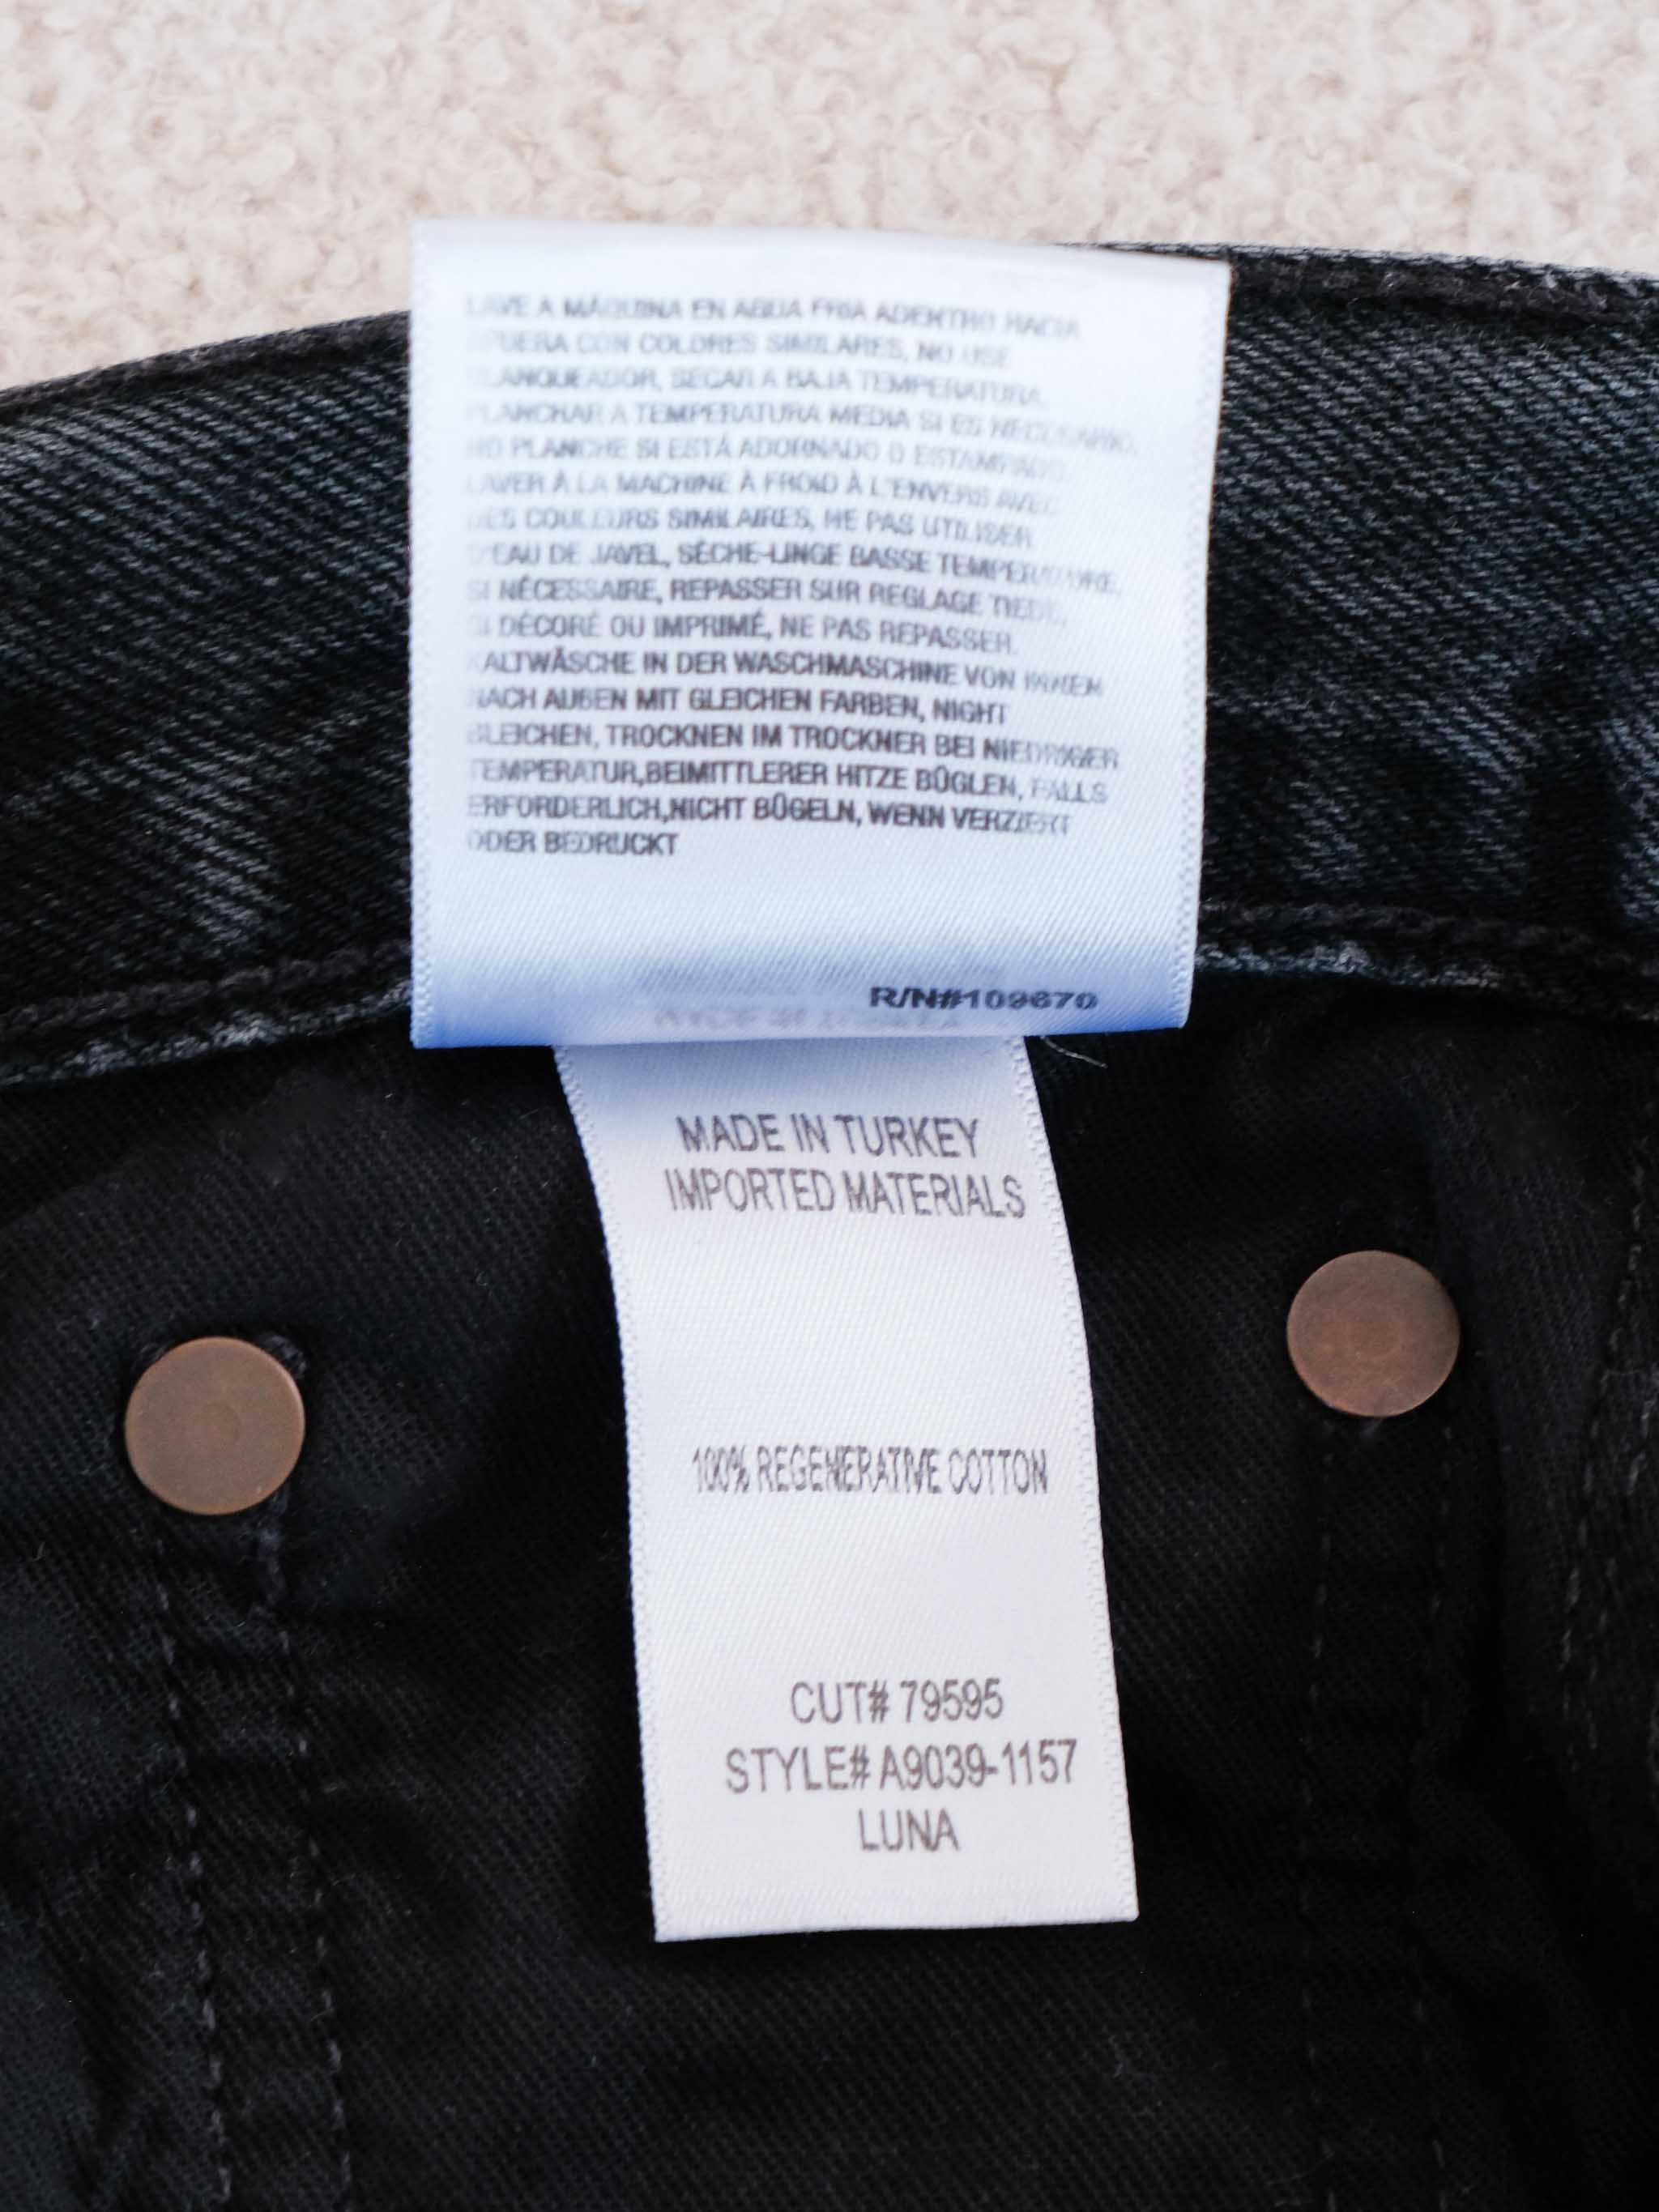 LAVE A MÁQUINA EN AGUA FRIA ADENTRO HACIA
FUERA CON COLORES SIMILARES, NO USE
BLANQUEADOR, SECAR A BAJA TEMPERATURA,
PLANCHAR A TEMPERATURA MEDIA SI ES NECESARIO,
NO PLANCHE SI ESTÁ ADORNADO O ESTAMPADO
LAVER À LA MACHINE À FROID À L'ENVERS AVEC
DES COULEURS SIMILAIRES, NE PAS UTILISER
D'EAU DE JAVEL, SÉCHE-LINGE BASSE TEMPERATURE,
SI NÉCESSAIRE, REPASSER SUR REGLAGE TIEDE,
SI DÉCORÉ OU IMPRIMÉ, NE PAS REPASSER.
KALTWÄSCHE IN DER WASCHMASCHINE VON INNEN
NACH AUßEN MIT GLEICHEN FARBEN, NIGHT
BLEICHEN, TROCKNEN IM TROCKNER BEI NIEDRIGER
TEMPERATUR,BEIMITTLERER HITZE BÜGLEN, FALLS
ERFORDERLICH,NICHT BÜGELN, WENN VERZIERT
ODER BEDRUCKT
R/N#109670
MADE IN TURKEY
IMPORTED MATERIALS
100% REGENERATIVE COTTON
CUT# 79595
STYLE# A9039-1157
LUNA